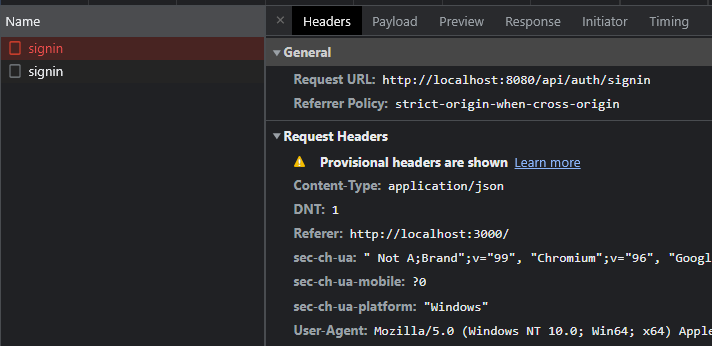 Name
× Headers Payload Preview Response Initiator Timing
signin
signin
General
Request URL: http://localhost:8080/api/auth/signin
Referrer Policy: strict-origin-when-cross-origin
Request Headers
Provisional headers are shown Learn more
Content-Type: application/json
DNT: 1
Referer: http://localhost:3000/
sec-ch-ua: " Not A;Brand";v="99", "Chromium";v="96", "Googl
sec-ch-ua-mobile: ?0
sec-ch-ua-platform: "Windows"
User-Agent: Mozilla/5.0 (Windows NT 10.0; Win64; x64) Apple